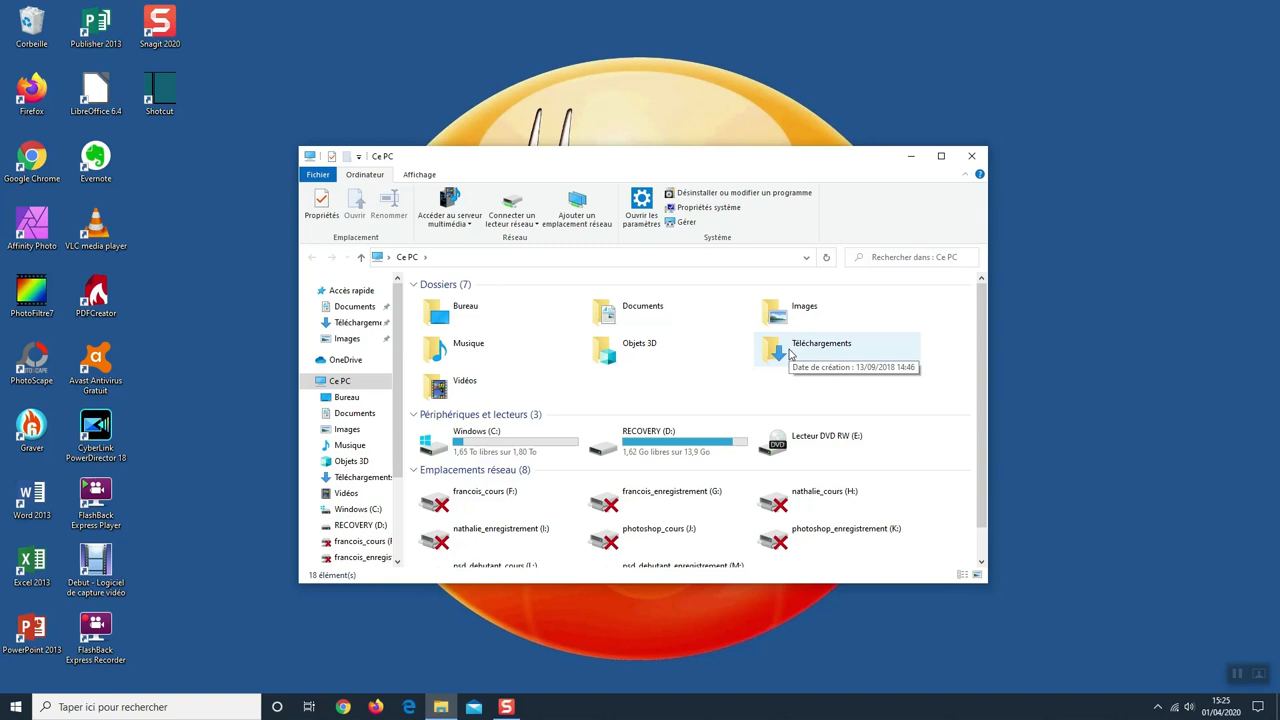 Corbeille
Publisher 2013
Snagit 2020
Firefox
LibreOffice 6.4
Shotcut
Google Chrome
Evernote
Affinity Photo
VLC media player
PhotoFiltre7
PDFCreator
PhotoScape
Avast Antivirus
Gratuit
Graver
CyberLink
PowerDirector 18
Word 2013
FlashBack
Express Player
Excel 2013
Debut - Logiciel
de capture vidéo
PowerPoint 2013
FlashBack
Express Recorder
Ce PC
Fichier
Ordinateur
Affichage
Propriétés
Ouvrir
Renommer
Accéder au serveur
multimédia
Connecter un
lecteur réseau
Ajouter un
emplacement réseau
Ouvrir les
paramètres
Désinstaller ou modifier un programme
Propriétés système
Gérer
Emplacement
Réseau
Système
Ce PC
Rechercher dans : Ce PC
Accès rapide
Documents
Téléchargeme
Images
OneDrive
Ce PC
Bureau
Documents
Images
Musique
Objets 3D
Téléchargement
Vidéos
Windows (C:)
RECOVERY (D:)
francois_cours (F
francois_enregis
Dossiers (7)
Bureau
Documents
Images
Musique
Objets 3D
Téléchargements
Date de création : 13/09/2018 14:46
Vidéos
Périphériques et lecteurs (3)
Windows (C:)
1,65 To libres sur 1,80 To
RECOVERY (D:)
1,62 Go libres sur 13,9 Go
DVD
Lecteur DVD RW (E:)
Emplacements réseau (8)
francois_cours (F:)
francois_enregistrement (G:)
nathalie_cours (H:)
nathalie_enregistrement (I:)
photoshop_cours (J:)
photoshop_enregistrement (K:)
psd_debutant_cours (L:)
psd_debutant_enregistrement (M:)
18 élément(s)
Taper ici pour rechercher
15:25
01/04/2020